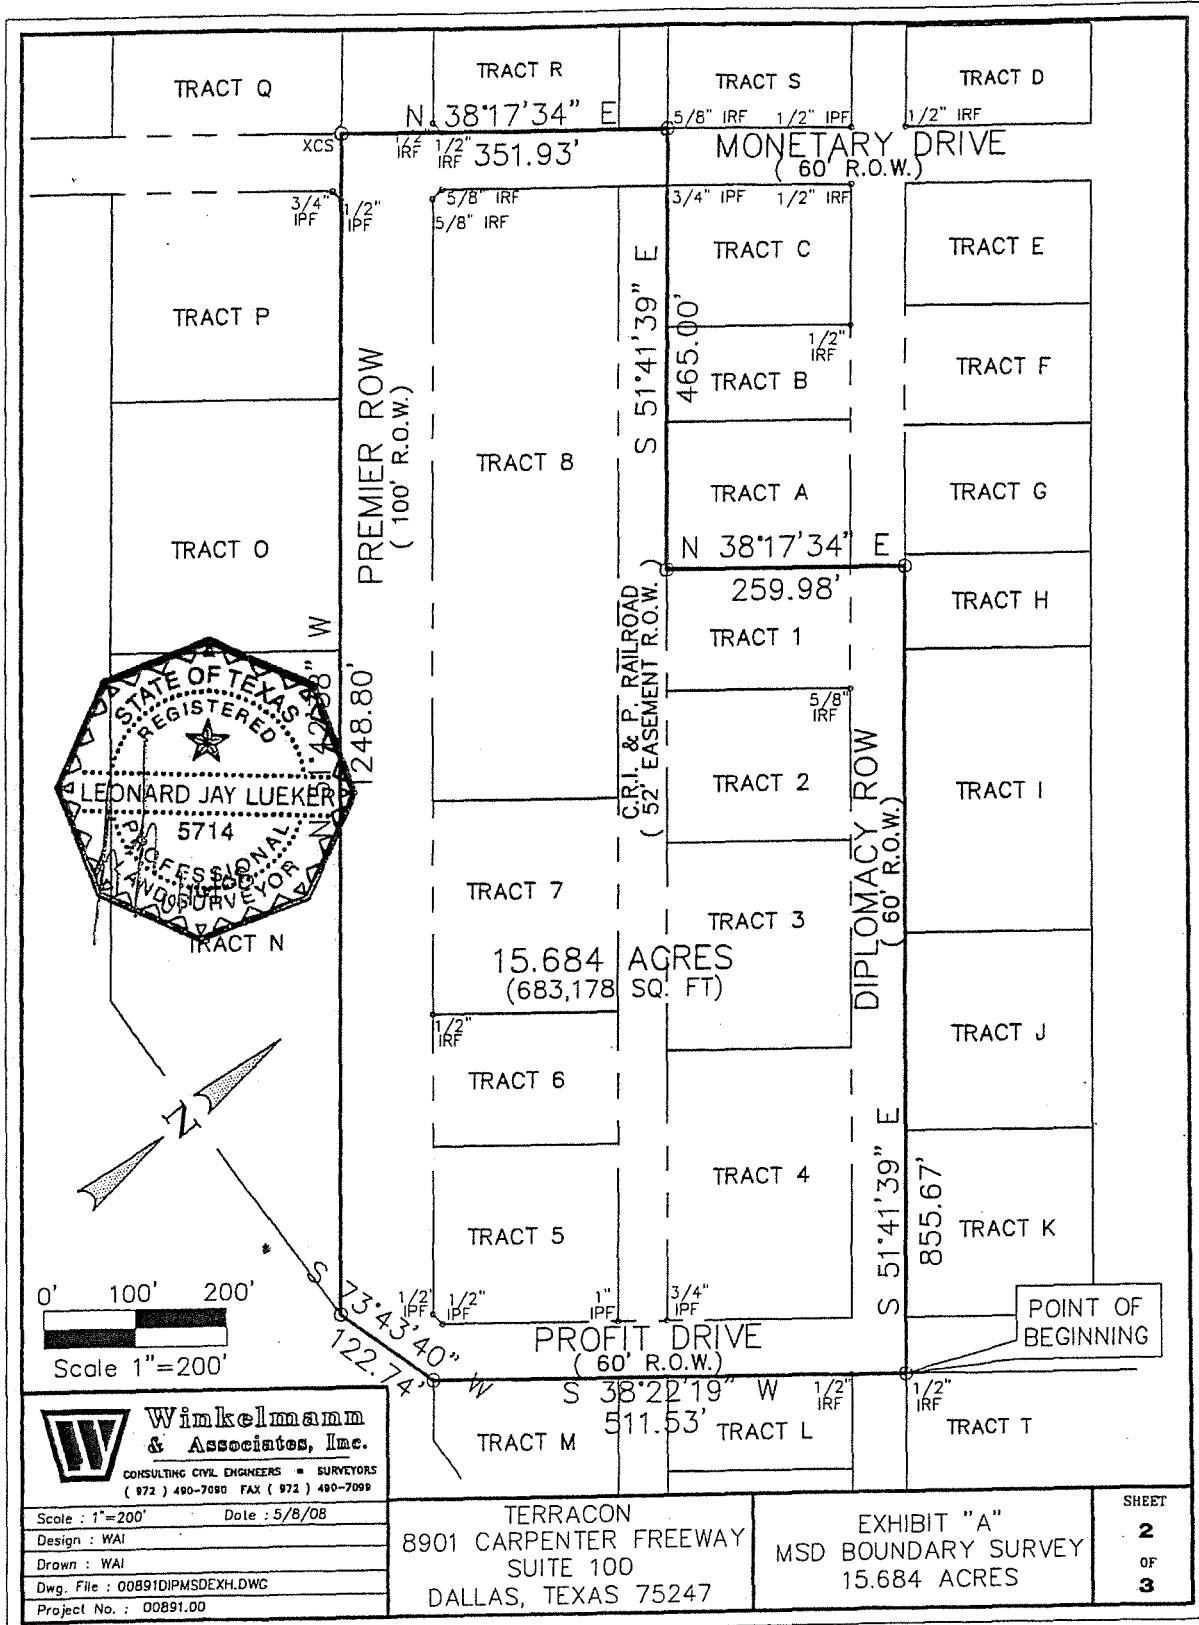 TRACT Q
TRACT R
TRACT S
TRACT D
N 38°17'34" E
351.93'
XCS
1/2" IRF
1/2" IRF
5/8" IRF
1/2" IPF
1/2" IRF
MONETARY DRIVE
( 60' R.O.W.)
3/4" IPF
1/2" IPF
5/8" IRF
5/8" IRF
3/4" IPF
1/2" IRF
TRACT C
TRACT E
TRACT P
S 51°41'39" E
465.00'
1/2" IRF
TRACT B
TRACT F
PREMIER ROW
( 100' R.O.W.)
TRACT 8
TRACT A
TRACT G
TRACT O
N 38°17'34" E
259.98'
TRACT H
C.R.I. & P. RAILROAD
( 52' EASEMENT R.O.W. )
TRACT 1
5/8" IRF
W
1248.80'
STATE OF TEXAS
REGISTERED
LEONARD JAY LUEKER
5714
PROFESSIONAL
LAND SURVEYOR
TRACT N
TRACT 2
TRACT I
DIPLOMACY ROW
( 60' R.O.W.)
TRACT 7
TRACT 3
15.684 ACRES
(683,178 SQ. FT)
1/2" IRF
TRACT J
N
TRACT 6
TRACT 4
S 51°41'39" E
855.67'
TRACT 5
TRACT K
0' 100' 200'
Scale 1"=200'
S 73°43'40" W
122.74'
1/2" IPF
1/2" IPF
1" IPF
3/4" IPF
PROFIT DRIVE
( 60' R.O.W.)
POINT OF
BEGINNING
S 38°22'19" W
511.53'
1/2" IRF
1/2" IRF
TRACT M
TRACT L
TRACT T
W
Winkelmann
& Associates, Inc.
CONSULTING CIVIL ENGINEERS ▪ SURVEYORS
( 972 ) 490-7090 FAX ( 972 ) 490-7099
Scale : 1"=200' Date : 5/8/08
Design : WAI
Drawn : WAI
Dwg. File : 00891DIPMSDEXH.DWG
Project No. : 00891.00
TERRACON
8901 CARPENTER FREEWAY
SUITE 100
DALLAS, TEXAS 75247
EXHIBIT "A"
MSD BOUNDARY SURVEY
15.684 ACRES
SHEET
2
OF
3